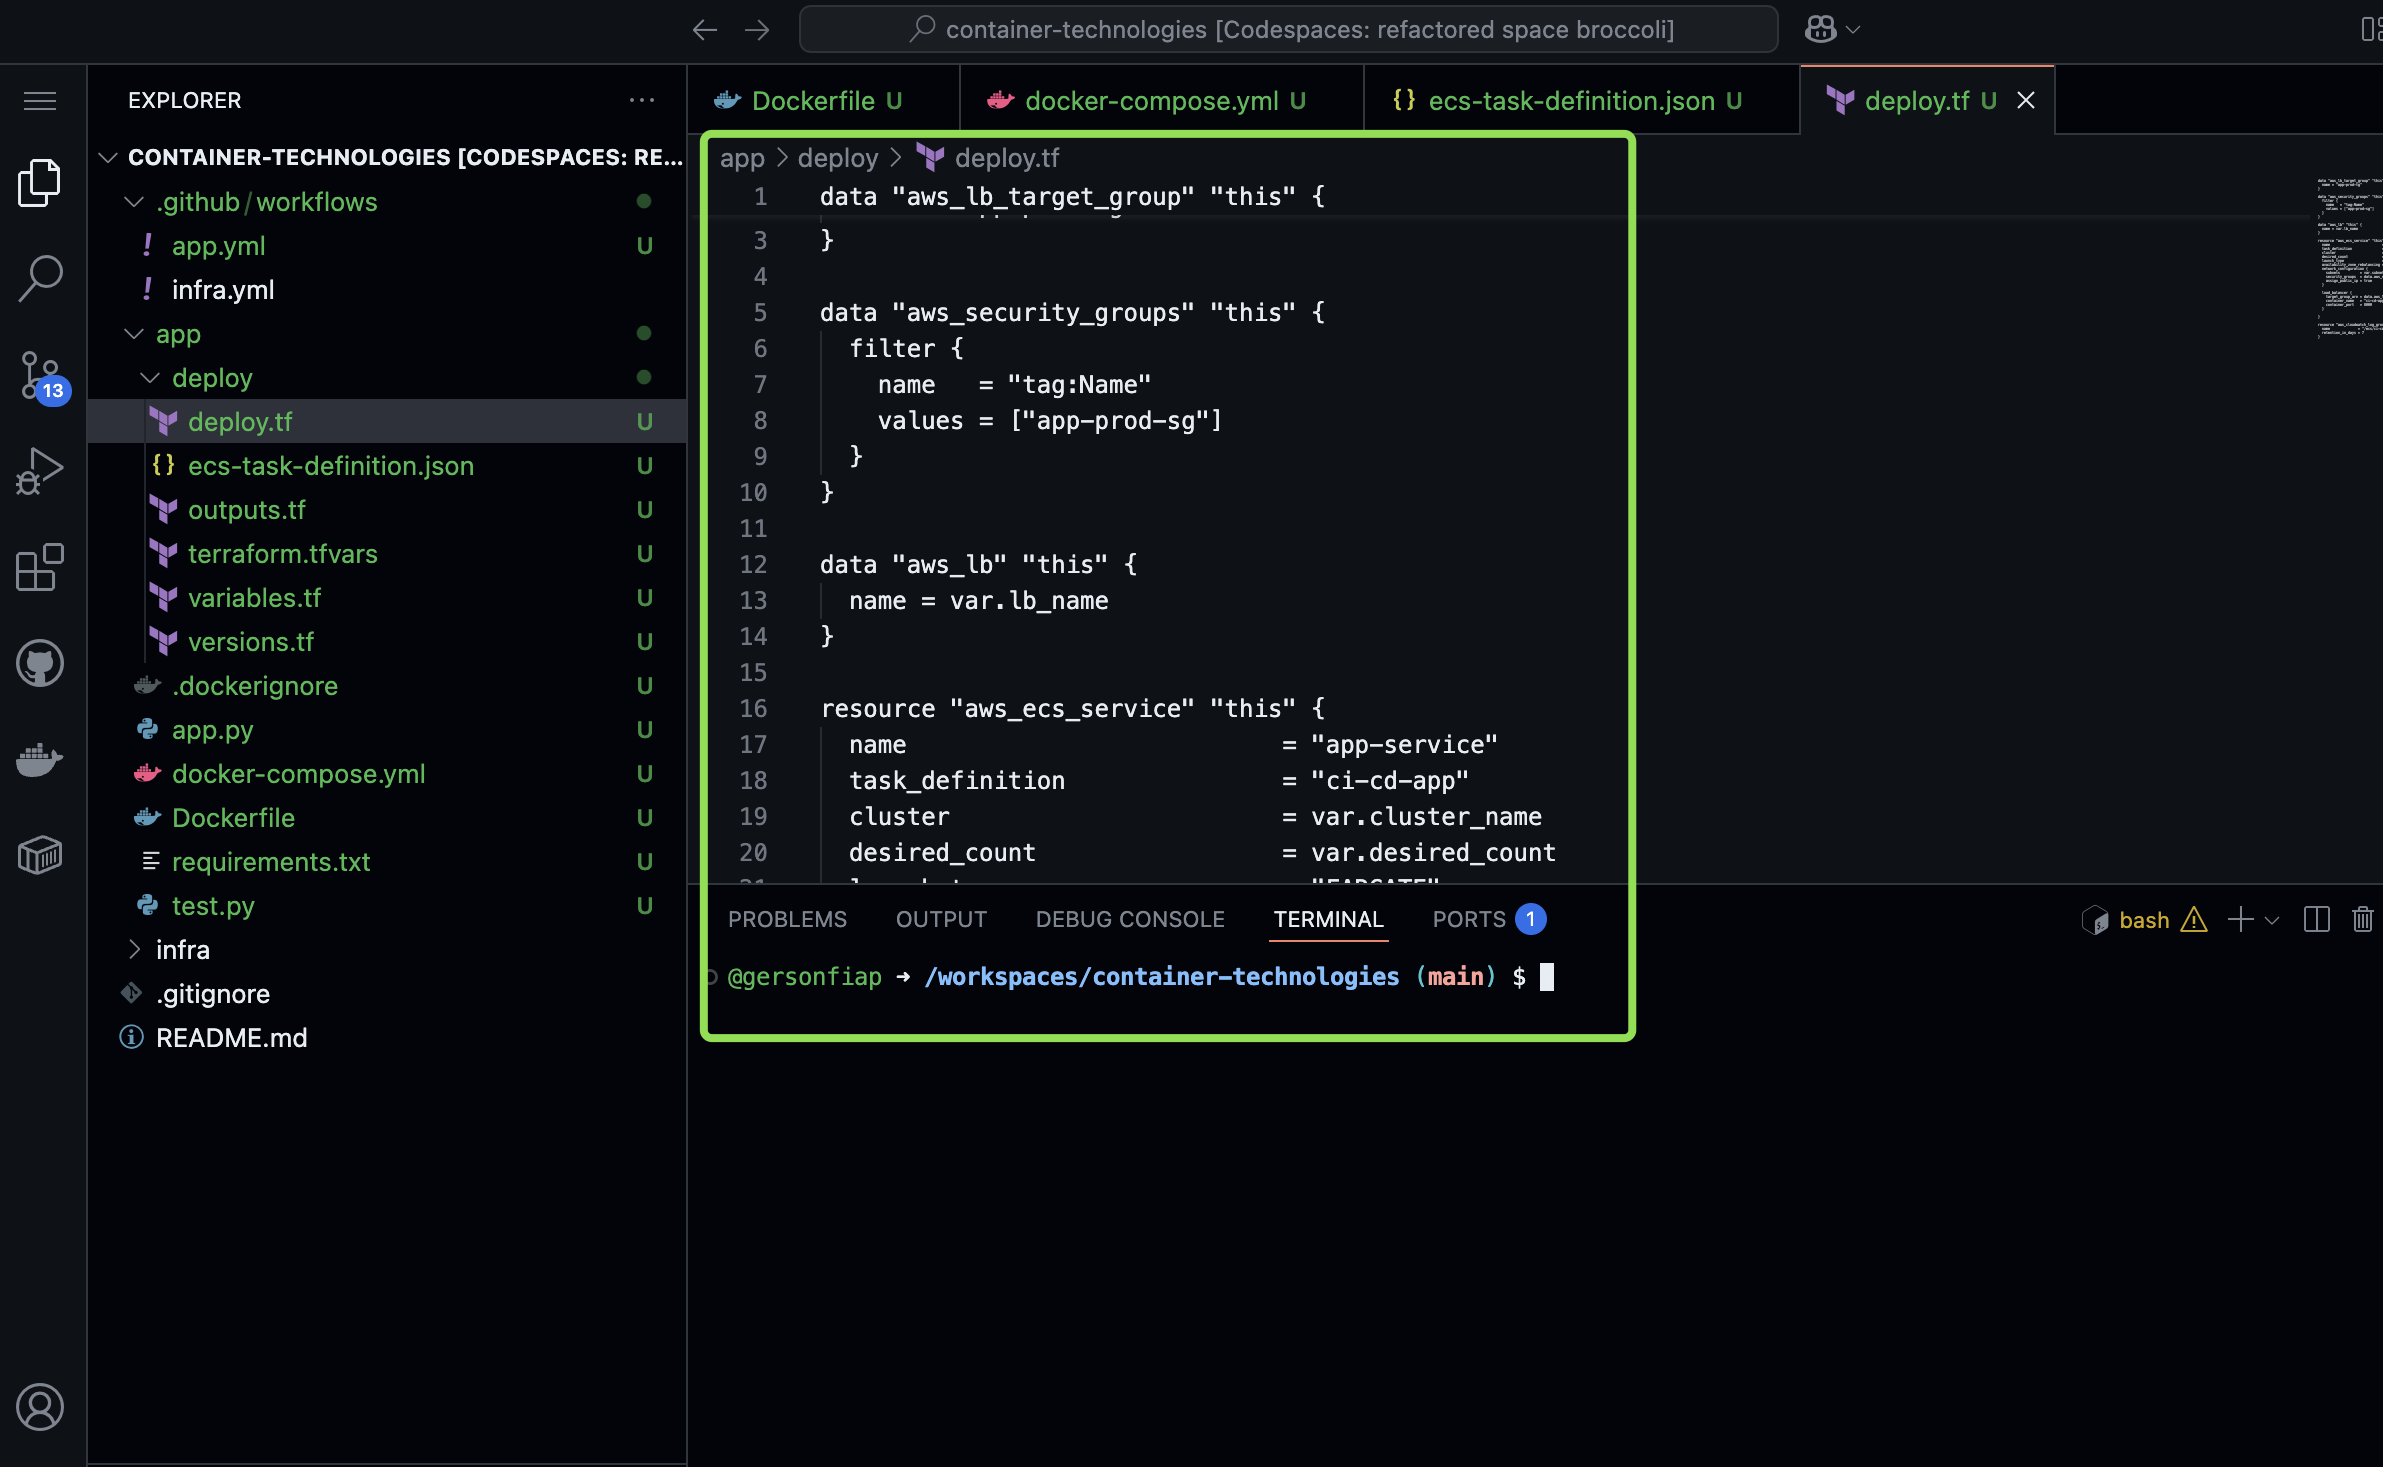 container-technologies [Codespaces: refactored space broccoli]
EXPLORER
CONTAINER-TECHNOLOGIES [CODESPACES: RE...
.github/workflows
app.yml U
infra.yml
app
deploy
deploy.tf U
ecs-task-definition.json U
outputs.tf U
terraform.tfvars U
variables.tf U
versions.tf U
.dockerignore U
app.py U
docker-compose.yml U
Dockerfile U
requirements.txt U
test.py U
infra
.gitignore
README.md
13
Dockerfile U
docker-compose.yml U
ecs-task-definition.json U
deploy.tf U
app > deploy > deploy.tf
1 data "aws_lb_target_group" "this" {
3 }
4
5 data "aws_security_groups" "this" {
6 filter {
7 name = "tag:Name"
8 values = ["app-prod-sg"]
9 }
10 }
11
12 data "aws_lb" "this" {
13 name = var.lb_name
14 }
15
16 resource "aws_ecs_service" "this" {
17 name = "app-service"
18 task_definition = "ci-cd-app"
19 cluster = var.cluster_name
20 desired_count = var.desired_count
PROBLEMS OUTPUT DEBUG CONSOLE TERMINAL PORTS 1
bash
@gersonfiap → /workspaces/container-technologies (main) $